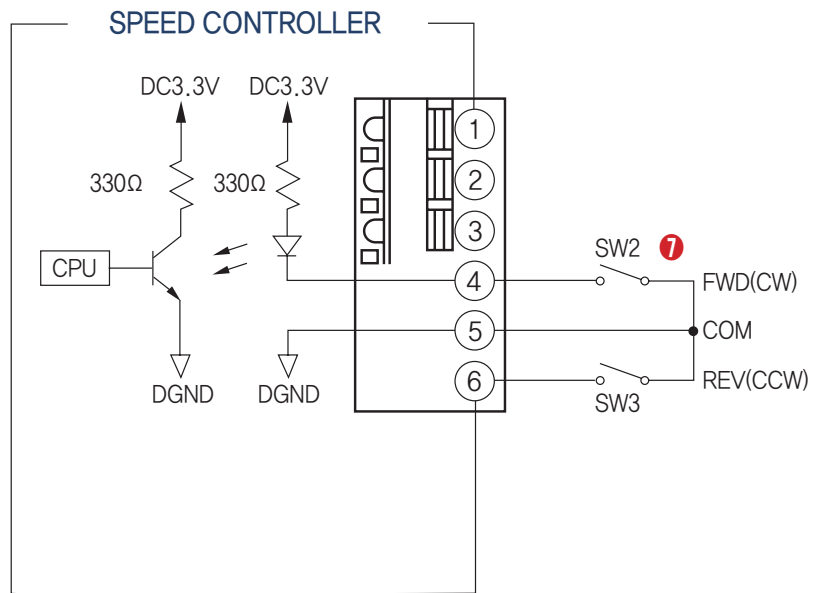 SPEED CONTROLLER
DC3.3V DC3.3V
330Ω 330Ω
CPU
DGND DGND
1
2
3
4
5
6
SW2 7
FWD(CW)
COM
REV(CCW)
SW3